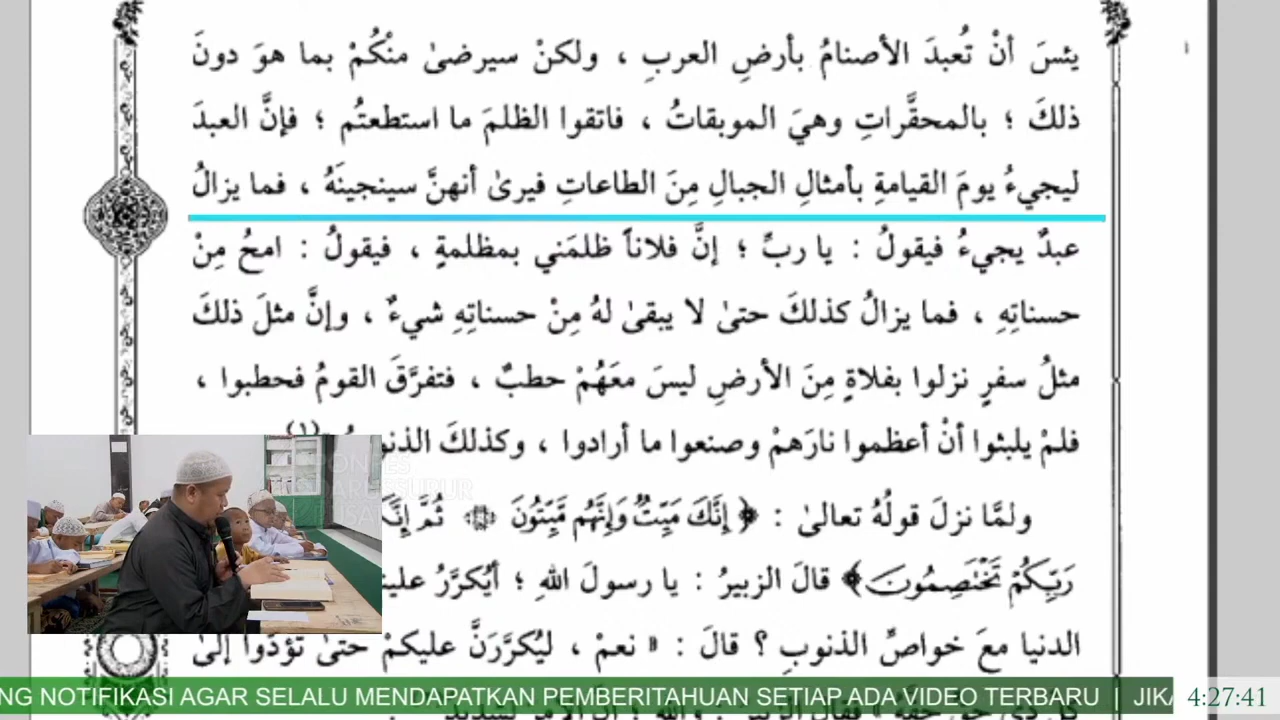 يئسَ أنْ تُعبدَ الأصنامُ بأرضِ العربِ ، ولكنْ سيرضىٰ منْكُمْ بما هوَ دونَ
ذلكَ ؛ بالمحقَّراتِ وهيَ الموبقاتُ ، فاتقوا الظلمَ ما استطعتُم ؛ فإنَّ العبدَ
ليجيءُ يومَ القيامةِ بأمثالِ الجبالِ مِنَ الطاعاتِ فيرىٰ أنهنَّ سينجينَهُ ، فما يزالُ
عبدٌ يجيءُ فيقولُ : يا ربِّ ؛ إنَّ فلاناً ظلمَني بمظلمةٍ ، فيقولُ : امحُ مِنْ
حسناتِهِ ، فما يزالُ كذلكَ حتىٰ لا يبقىٰ لهُ مِنْ حسناتِهِ شيءٌ ، وإنَّ مثلَ ذلكَ
مثلُ سفرٍ نزلوا بفلاةٍ مِنَ الأرضِ ليسَ معَهُمْ حطبٌ ، فتفرَّقَ القومُ فحطبوا ،
فلمْ يلبثوا أنْ أعظموا نارَهمْ وصنعوا ما أرادوا ، وكذلكَ
ولمَّا نزلَ قولُهُ تعالىٰ : ﴿ إِنَّكَ مَيِّتٌ وَإِنَّهُم مَّيِّتُونَ ۞ ثُمَّ
رَبِّكُمْ تَخْتَصِمُونَ ﴾ قالَ الزبيرُ : يا رسولَ اللهِ ؛ أيُكرَّرُ
الدنيا معَ خواصِّ الذنوبِ ؟ قالَ : « نعمْ ، ليُكرَّرَنَّ عليكمْ حتىٰ تؤدّوا إلىٰ
NG NOTIFIKASI AGAR SELALU MENDAPATKAN PEMBERITAHUAN SETIAP ADA VIDEO TERBARU | JIKA 4:27:41